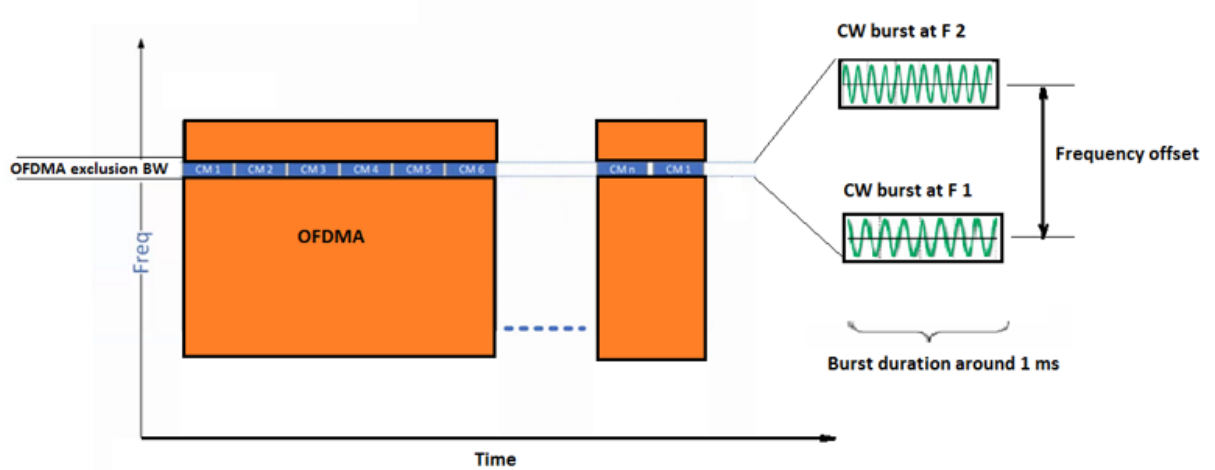 CW burst at F 2
OFDMA exclusion BW
CM 1 CM 2 CM 3 CM 4 CM 5 CM 6 CM n CM 1
Frequency offset
CW burst at F 1
OFDMA
Freq
Burst duration around 1 ms
Time